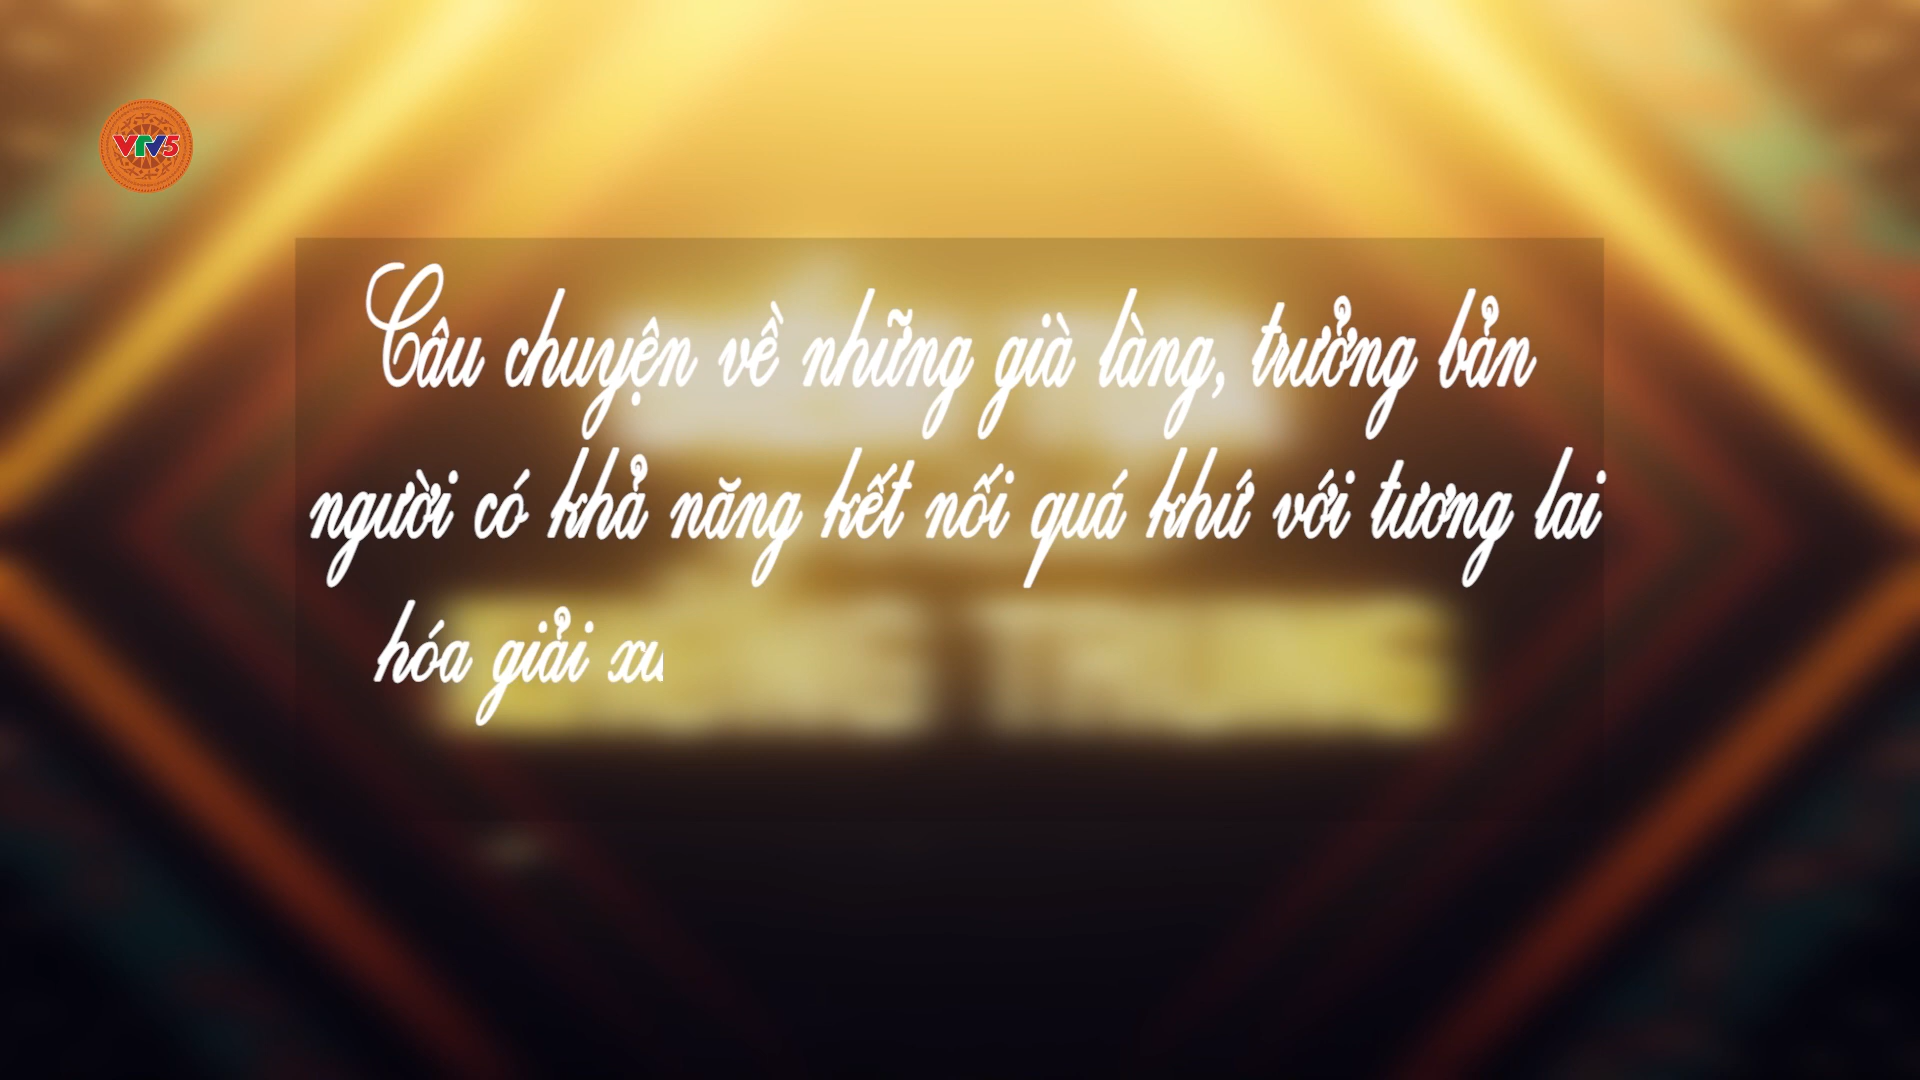 VTV5
Câu chuyện về những già làng, trưởng bản
người có khả năng kết nối quá khứ với tương lai
hóa giải xu